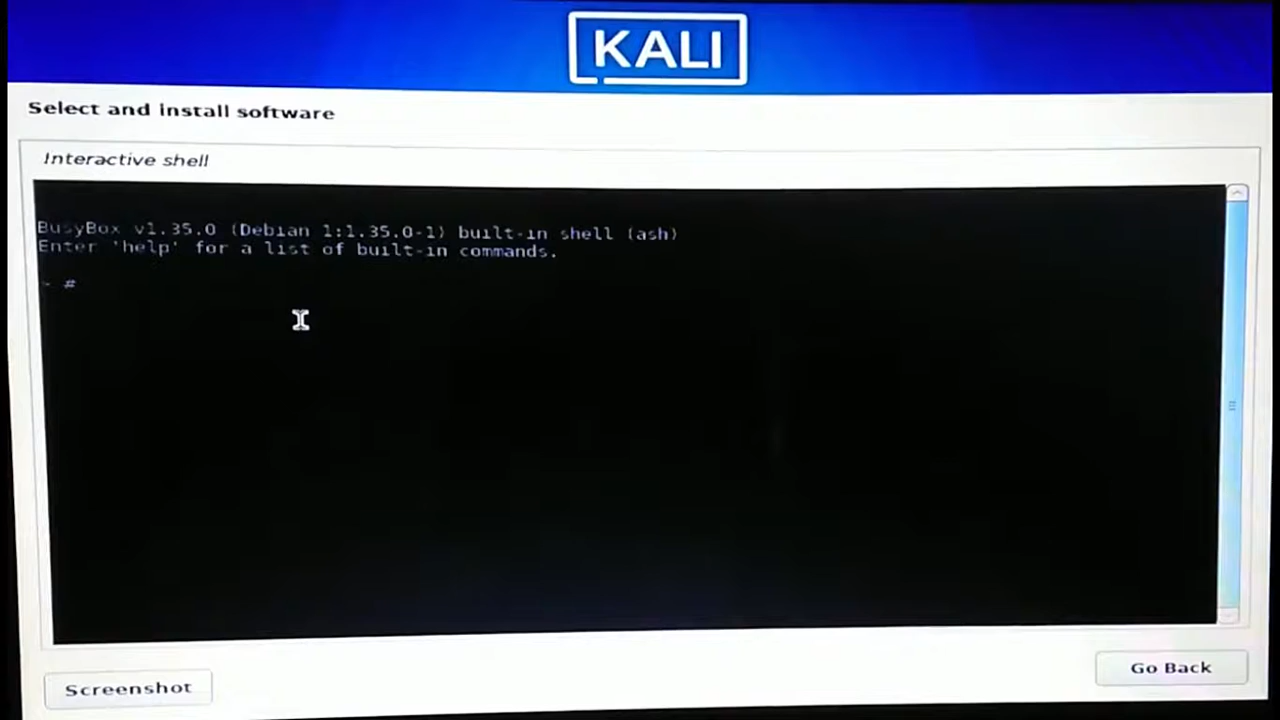 KALI
Select and install software
Interactive shell
BusyBox v1.35.0 (Debian 1:1.35.0-1) built-in shell (ash)
Enter 'help' for a list of built-in commands.
~ #
Screenshot
Go Back